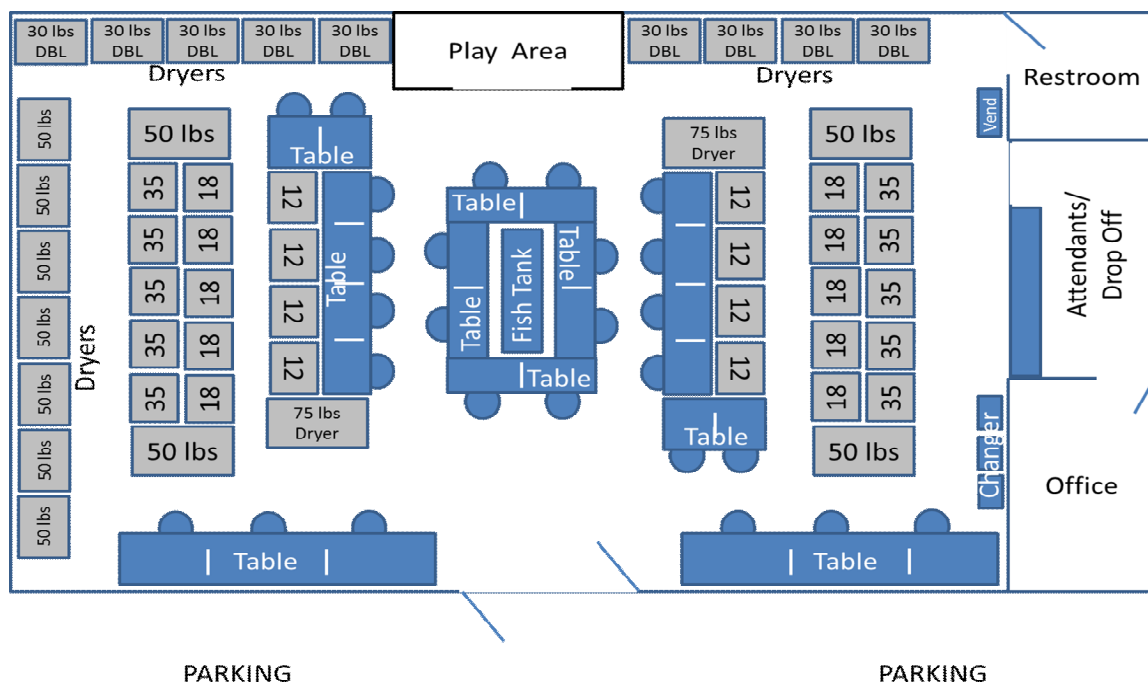 30 lbs
DBL
30 lbs
DBL
30 lbs
DBL
30 lbs
DBL
30 lbs
DBL
Dryers
Play Area
30 lbs
DBL
30 lbs
DBL
30 lbs
DBL
30 lbs
DBL
Dryers
Restroom
Vend
50 lbs
50 lbs
50 lbs
50 lbs
50 lbs
50 lbs
50 lbs
Dryers
50 lbs
35
18
35
18
35
18
35
18
35
18
50 lbs
Table
12
12
12
12
Table
75 lbs
Dryer
Table
Table
Fish Tank
Table
Table
75 lbs
Dryer
12
12
12
12
Table
50 lbs
18
35
18
35
18
35
18
35
18
35
50 lbs
Attendants/
Drop Off
Changer
Office
Table
Table
PARKING
PARKING